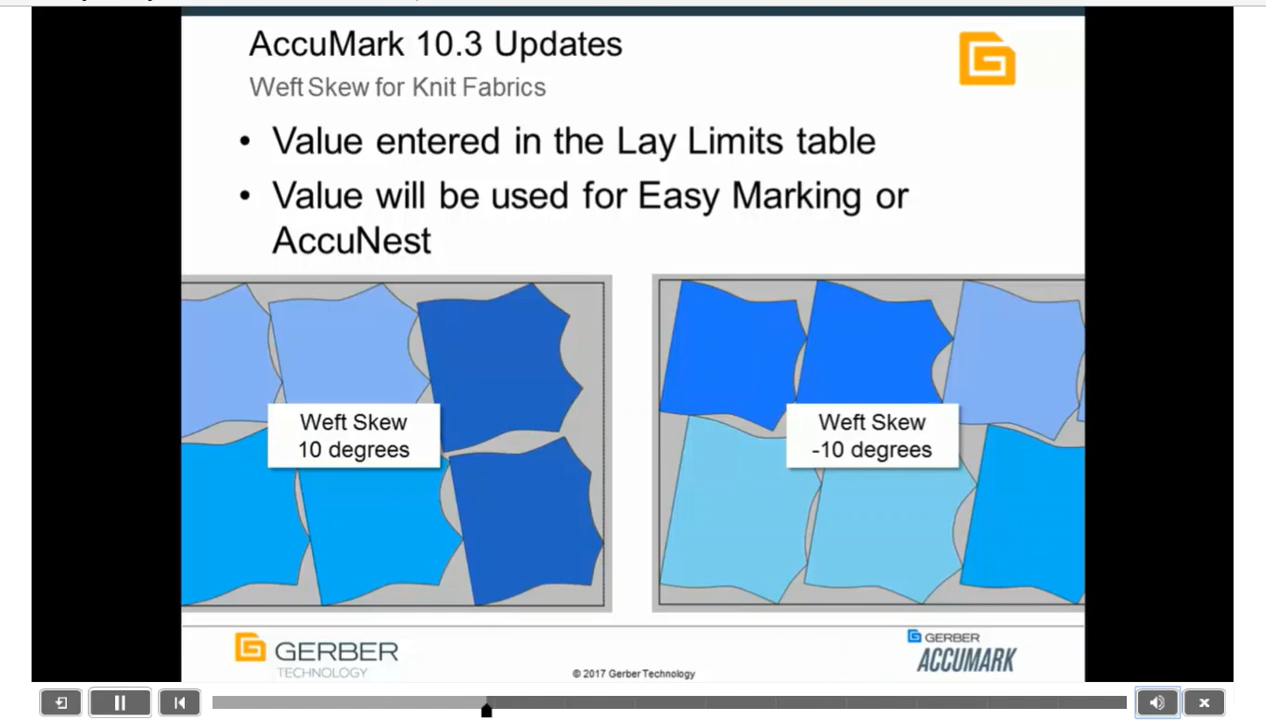 AccuMark 10.3 Updates
Weft Skew for Knit Fabrics
• Value entered in the Lay Limits table
• Value will be used for Easy Marking or
AccuNest
Weft Skew
10 degrees
Weft Skew
-10 degrees
GERBER
TECHNOLOGY
© 2017 Gerber Technology
GERBER
ACCUMARK